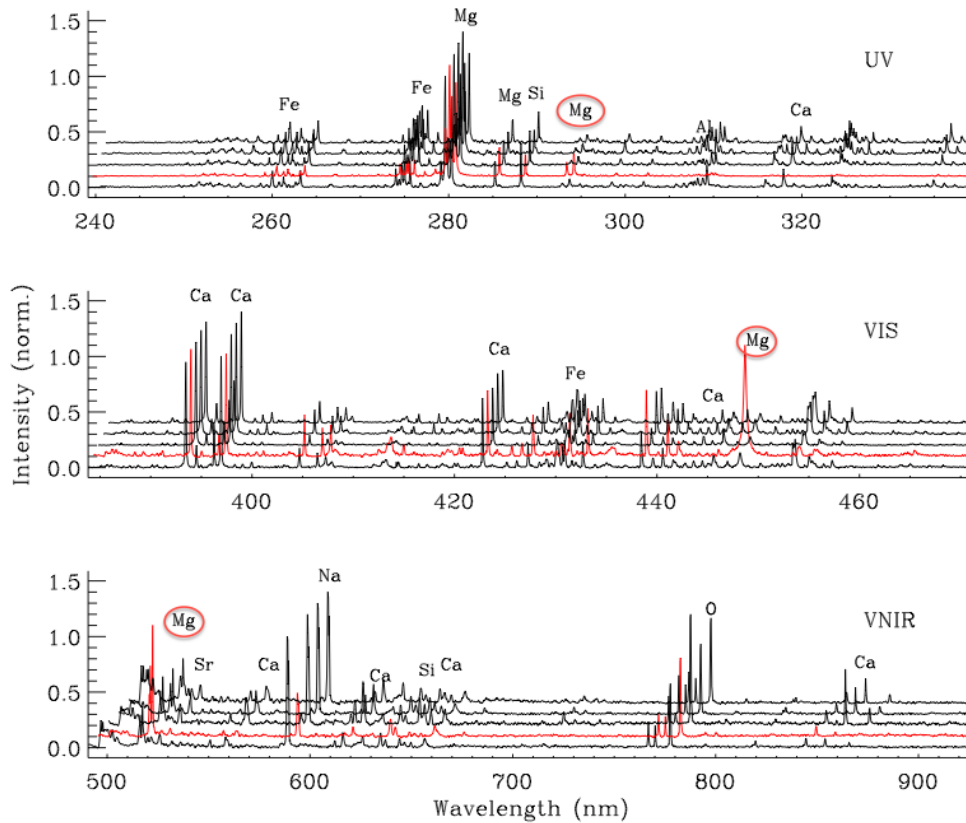 Mg
1.5
UV
1.0
Fe
Fe
Mg
Si
Mg
Ca
0.5
Al
0.0
240
260
280
300
320
Intensity (norm.)
Ca
Ca
1.5
VIS
Mg
1.0
Ca
Fe
Ca
0.5
0.0
400
420
440
460
Na
1.5
VNIR
Mg
O
1.0
Sr
Ca
Ca
Si
Ca
Ca
0.5
0.0
500
600
700
800
900
Wavelength (nm)